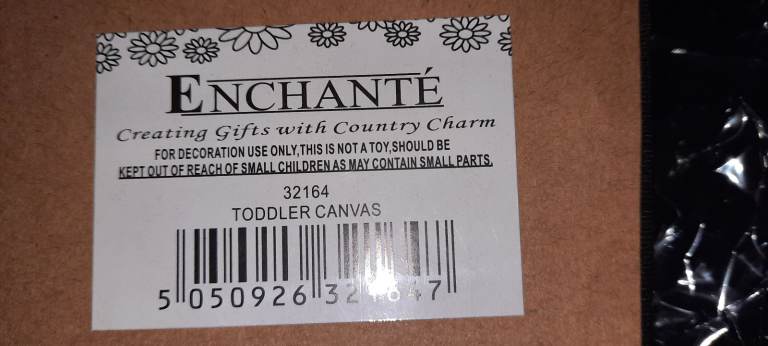 ENCHANTÉ
Creating Gifts with Country Charm
FOR DECORATION USE ONLY,THIS IS NOT A TOY,SHOULD BE
KEPT OUT OF REACH OF SMALL CHILDREN AS MAY CONTAIN SMALL PARTS.
32164
TODDLER CANVAS
5 050926